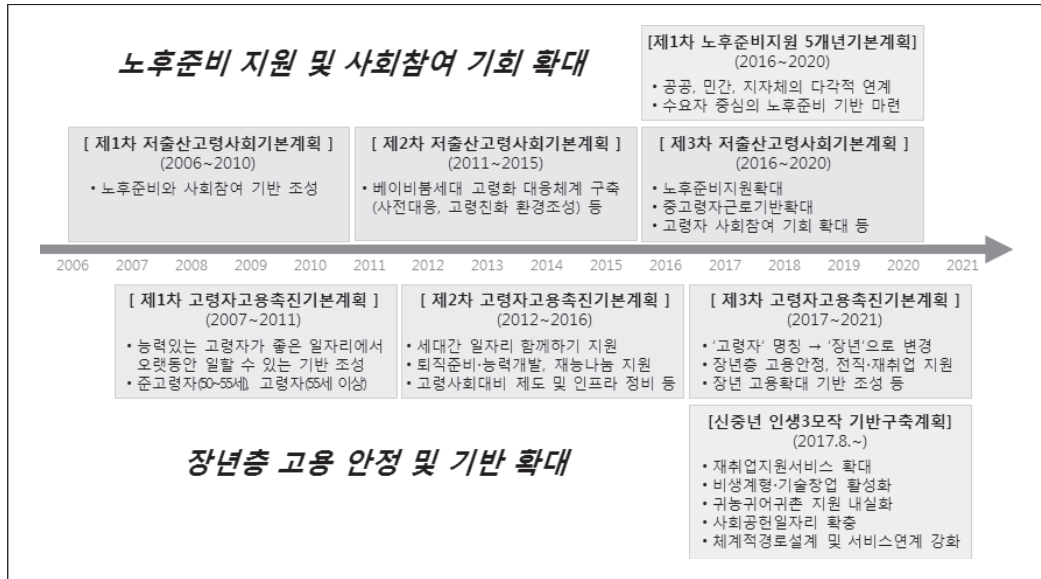 노후준비 지원 및 사회참여 기회 확대
[제1차 노후준비지원 5개년기본계획]
(2016~2020)
• 공공, 민간, 지자체의 다각적 연계
• 수요자 중심의 노후준비 기반 마련
[ 제1차 저출산고령사회기본계획 ]
(2006~2010)
• 노후준비와 사회참여 기반 조성
[ 제2차 저출산고령사회기본계획 ]
(2011~2015)
• 베이비붐세대 고령화 대응체계 구축
(사전대응, 고령친화 환경조성) 등
[ 제3차 저출산고령사회기본계획 ]
(2016~2020)
• 노후준비지원확대
• 중고령자근로기반확대
• 고령자 사회참여 기회 확대 등
2006 2007 2008 2009 2010 2011 2012 2013 2014 2015 2016 2017 2018 2019 2020 2021
[ 제1차 고령자고용촉진기본계획 ]
(2007~2011)
• 능력있는 고령자가 좋은 일자리에서
오랫동안 일할 수 있는 기반 조성
• 준고령자(50~55세), 고령자(55세 이상)
[ 제2차 고령자고용촉진기본계획 ]
(2012~2016)
• 세대간 일자리 함께하기 지원
• 퇴직준비·능력개발, 재능나눔 지원
• 고령사회대비 제도 및 인프라 정비 등
[ 제3차 고령자고용촉진기본계획 ]
(2017~2021)
• '고령자' 명칭 → '장년'으로 변경
• 장년층 고용안정, 전직·재취업 지원
• 장년 고용확대 기반 조성 등
장년층 고용 안정 및 기반 확대
[신중년 인생3모작 기반구축계획]
(2017.8.~)
• 재취업지원서비스 확대
• 비생계형·기술창업 활성화
• 귀농귀어귀촌 지원 내실화
• 사회공헌일자리 확충
• 체계적경로설계 및 서비스연계 강화